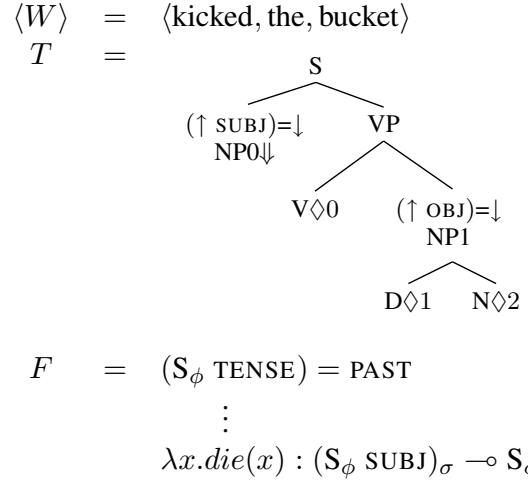 ⟨W⟩ = ⟨kicked, the, bucket⟩
T =
S
(↑ SUBJ)=↓ VP
NP0⇓
V◇0 (↑ OBJ)=↓
NP1
D◇1 N◇2
F = (S_ϕ TENSE) = PAST
⋮
λx.die(x) : (S_ϕ SUBJ)_σ ⊸ S